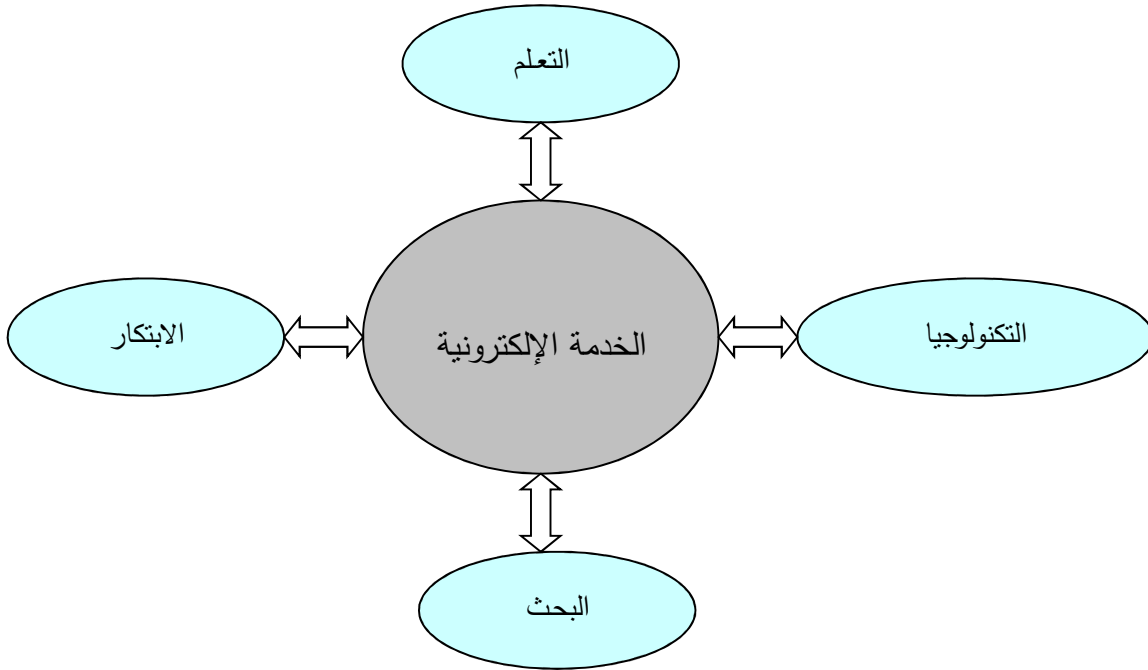 التعلم
الابتكار
الخدمة الإلكترونية
التكنولوجيا
البحث